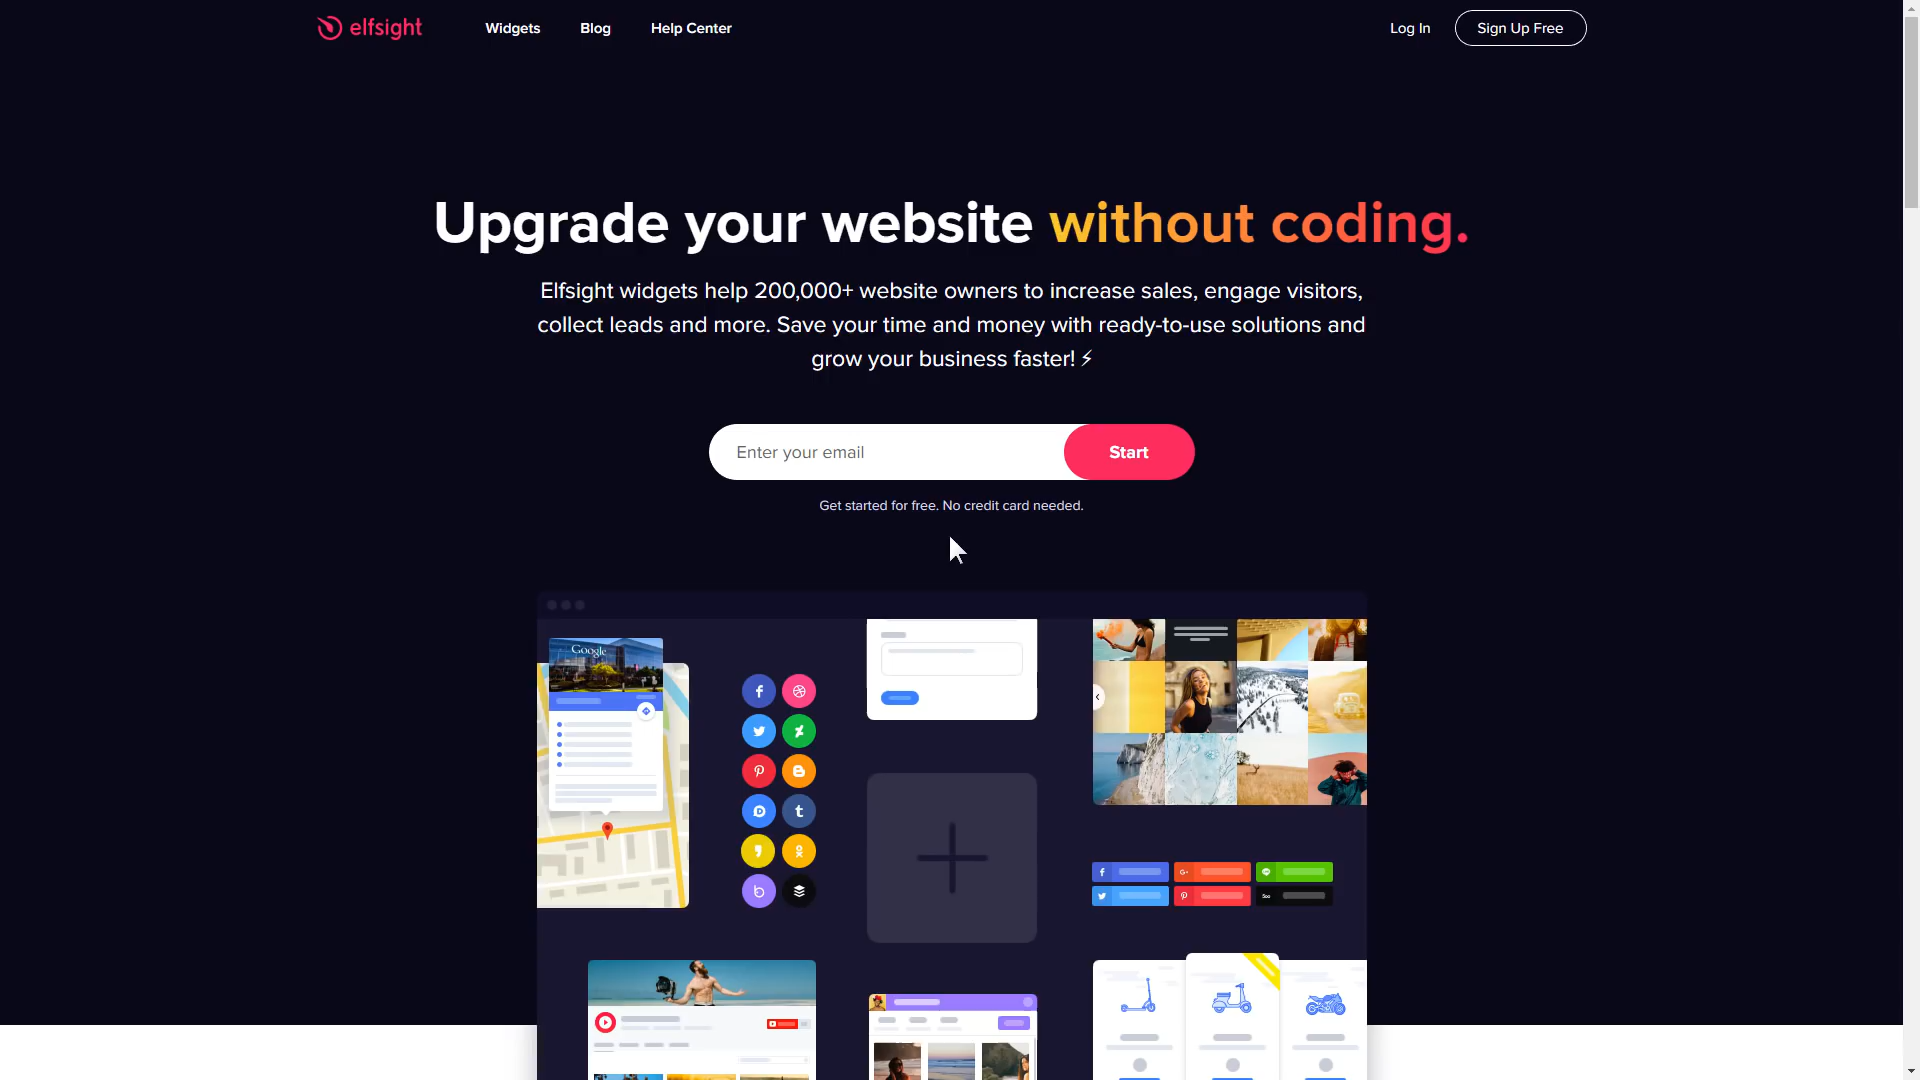 elfsight
Widgets
Blog
Help Center
Log In
Sign Up Free
Upgrade your website without coding.
Elfsight widgets help 200,000+ website owners to increase sales, engage visitors,
collect leads and more. Save your time and money with ready-to-use solutions and
grow your business faster! ⚡
Enter your email
Start
Get started for free. No credit card needed.
Google